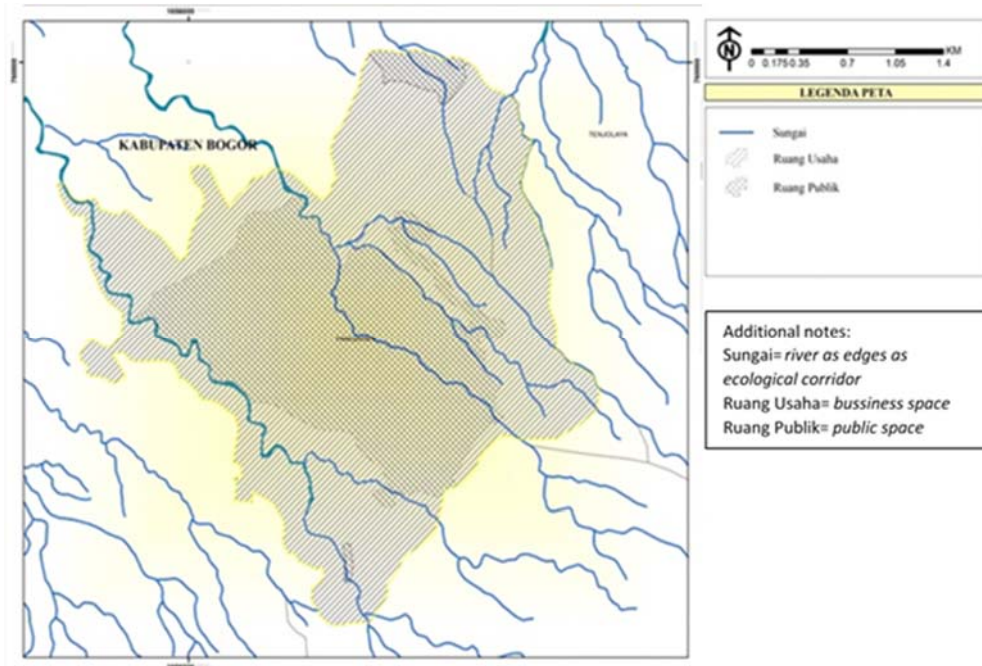 KABUPATEN BOGOR
TENJOLAYA
N
KM
0 0.175 0.35 0.7 1.05 1.4
LEGENDA PETA
Sungai
Ruang Usaha
Ruang Publik
Additional notes:
Sungai= river as edges as
ecological corridor
Ruang Usaha= bussiness space
Ruang Publik= public space